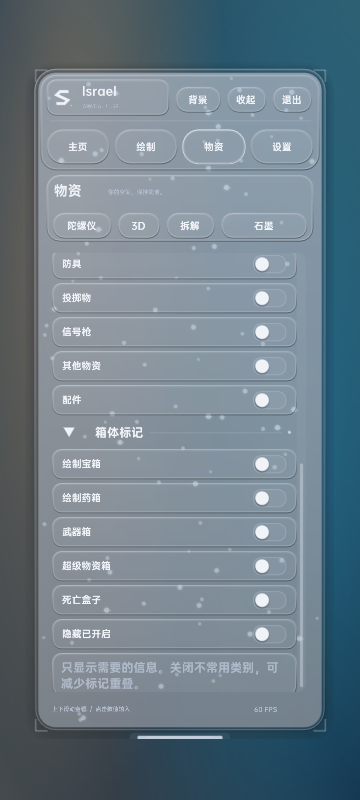 Israel
背景
收起
退出
主页
绘制
物资
设置
物资
陀螺仪
3D
拆解
石墨
防具
投掷物
信号枪
其他物资
配件
▼ 箱体标记
绘制宝箱
绘制药箱
武器箱
超级物资箱
死亡盒子
隐藏已开启
只显示需要的信息。关闭不常用类别，可
减少标记重叠。
60 FPS